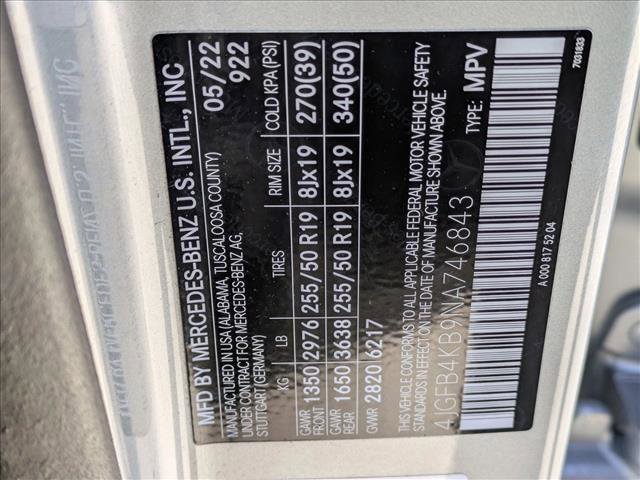 MFD BY MERCEDES-BENZ U.S. INTL., INC
MANUFACTURED IN USA (ALABAMA, TUSCALOOSA COUNTY) 05/22
UNDER CONTRACT FOR MERCEDES-BENZ AG, 922
STUTTGART (GERMANY)
KG LB TIRES RIM SIZE COLD KPA(PSI)
GAWR FRONT 1350 2976 255/50 R19 8Jx19 270(39)
GAWR REAR 1650 3638 255/50 R19 8Jx19 340(50)
GVWR 2820 6217
THIS VEHICLE CONFORMS TO ALL APPLICABLE FEDERAL MOTOR VEHICLE SAFETY
STANDARDS IN EFFECT ON THE DATE OF MANUFACTURE SHOWN ABOVE.
4JGFB4KB9NA746843 TYPE: MPV
A 000 817 52 04 7031833